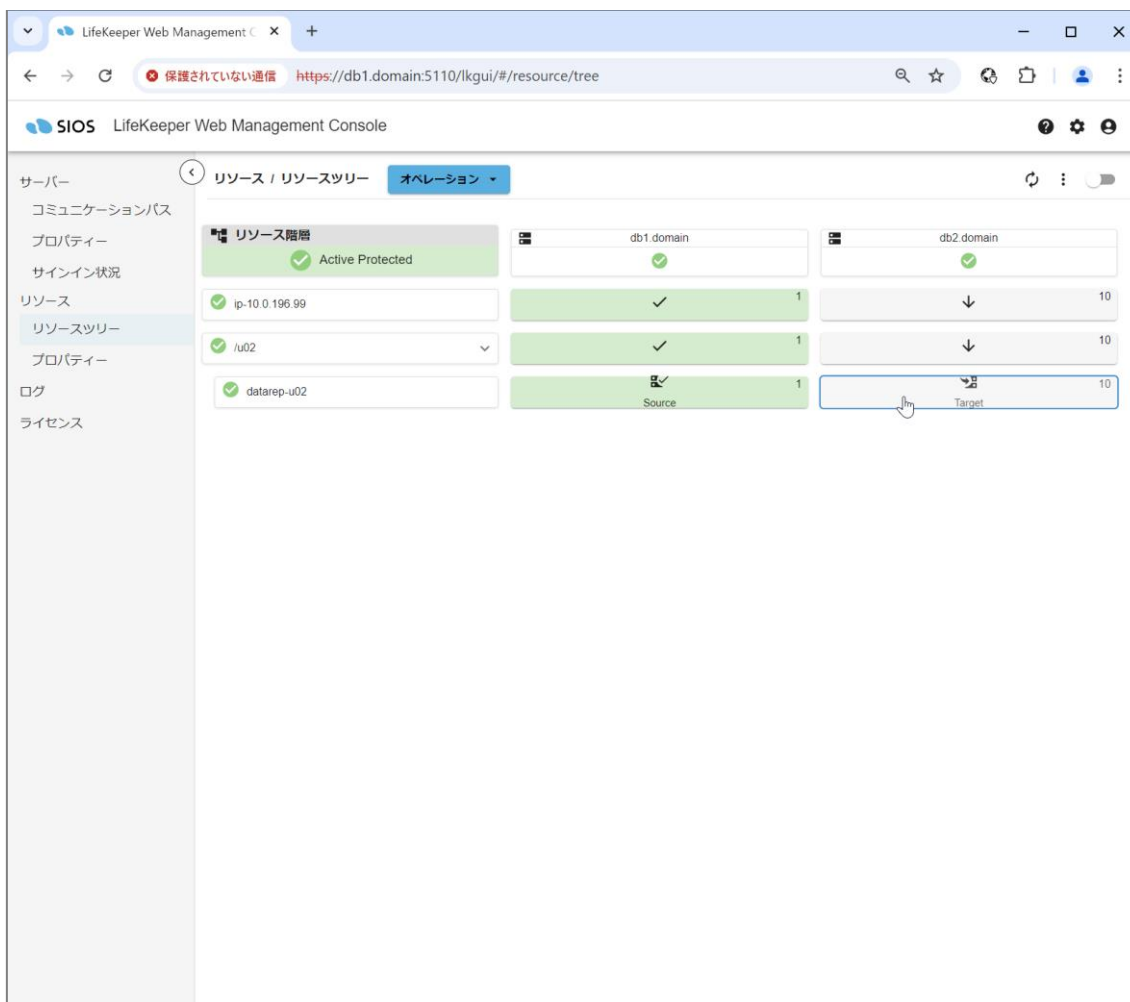 LifeKeeper Web Management C
保護されていない通信 https://db1.domain:5110/lkgui/#/resource/tree
SIOS LifeKeeper Web Management Console
サーバー
コミュニケーションパス
プロパティー
サインイン状況
リソース
リソースツリー
プロパティー
ログ
ライセンス
リソース / リソースツリー オペレーション
リソース階層 db1.domain db2.domain
Active Protected
ip-10.0.196.99 1 10
/u02 1 10
datarep-u02 1 10
Source Target